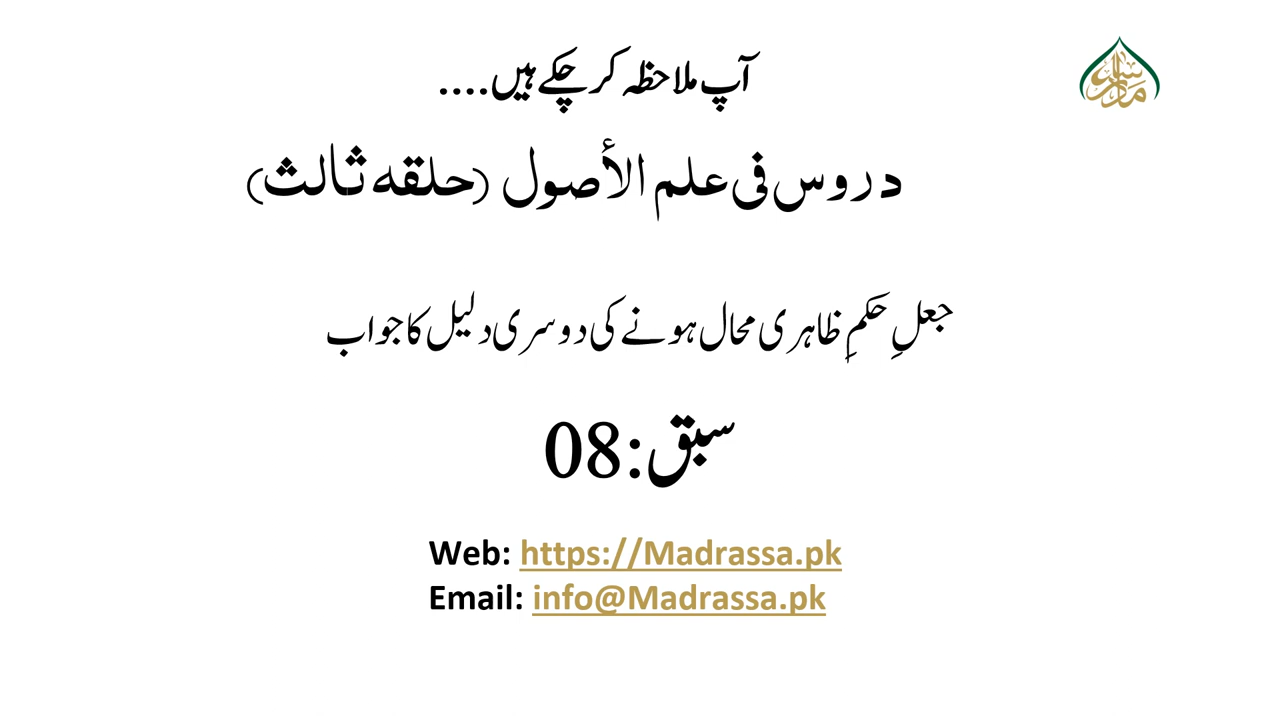 آپ ملاحظہ کر چکے ہیں....
دروس فی علم الأصول (حلقہ ثالث)
جعلِ حکمِ ظاہری محال ہونے کی دوسری دلیل کا جواب
سبق:08
Web: https://Madrassa.pk
Email: info@Madrassa.pk